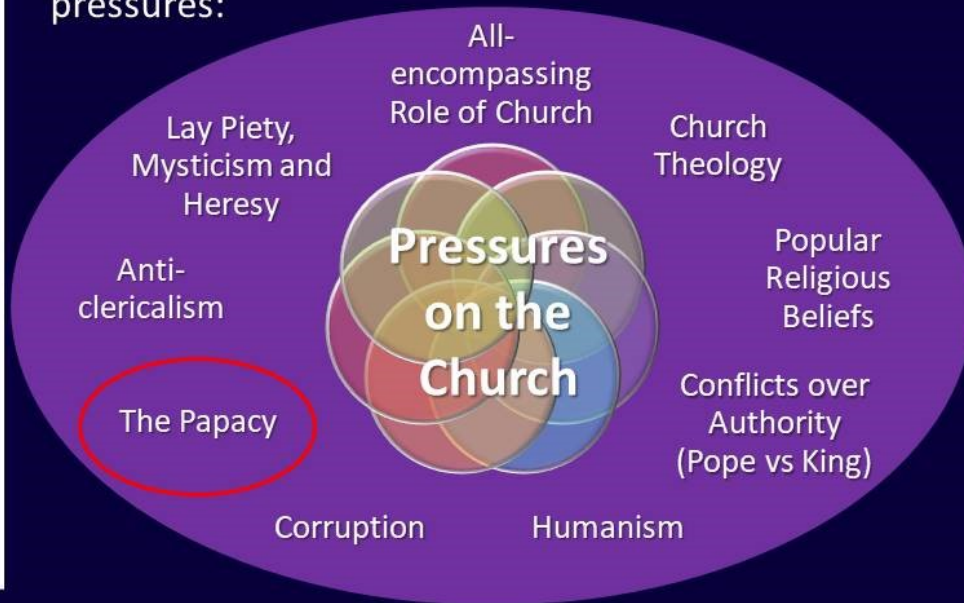 pressures:
All-
encompassing
Role of Church
Church
Theology
Popular
Religious
Beliefs
Conflicts over
Authority
(Pope vs King)
Humanism
Corruption
The Papacy
Anti-
clericalism
Lay Piety,
Mysticism and
Heresy
Pressures
on the
Church